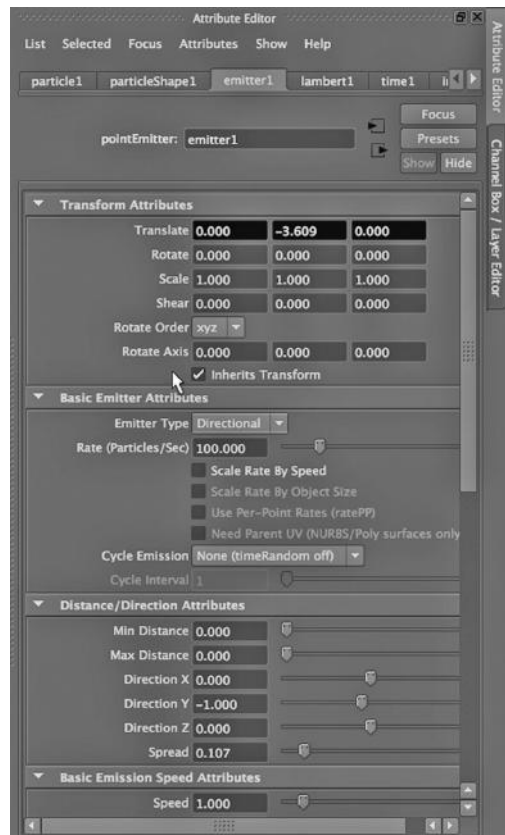 Attribute Editor
List Selected Focus Attributes Show Help
particle1 particleShape1 emitter1 lambert1 time1
Focus
pointEmitter: emitter1 Presets
Show Hide
Transform Attributes
Translate 0.000 -3.609 0.000
Rotate 0.000 0.000 0.000
Scale 1.000 1.000 1.000
Shear 0.000 0.000 0.000
Rotate Order xyz
Rotate Axis 0.000 0.000 0.000
Inherits Transform
Basic Emitter Attributes
Emitter Type Directional
Rate (Particles/Sec) 100.000
Scale Rate By Speed
Scale Rate By Object Size
Use Per-Point Rates (ratePP)
Need Parent UV (NURBS/Poly surfaces only
Cycle Emission None (timeRandom off)
Cycle Interval 1
Distance/Direction Attributes
Min Distance 0.000
Max Distance 0.000
Direction X 0.000
Direction Y -1.000
Direction Z 0.000
Spread 0.107
Basic Emission Speed Attributes
Speed 1.000
Attribute Editor
Channel Box / Layer Editor